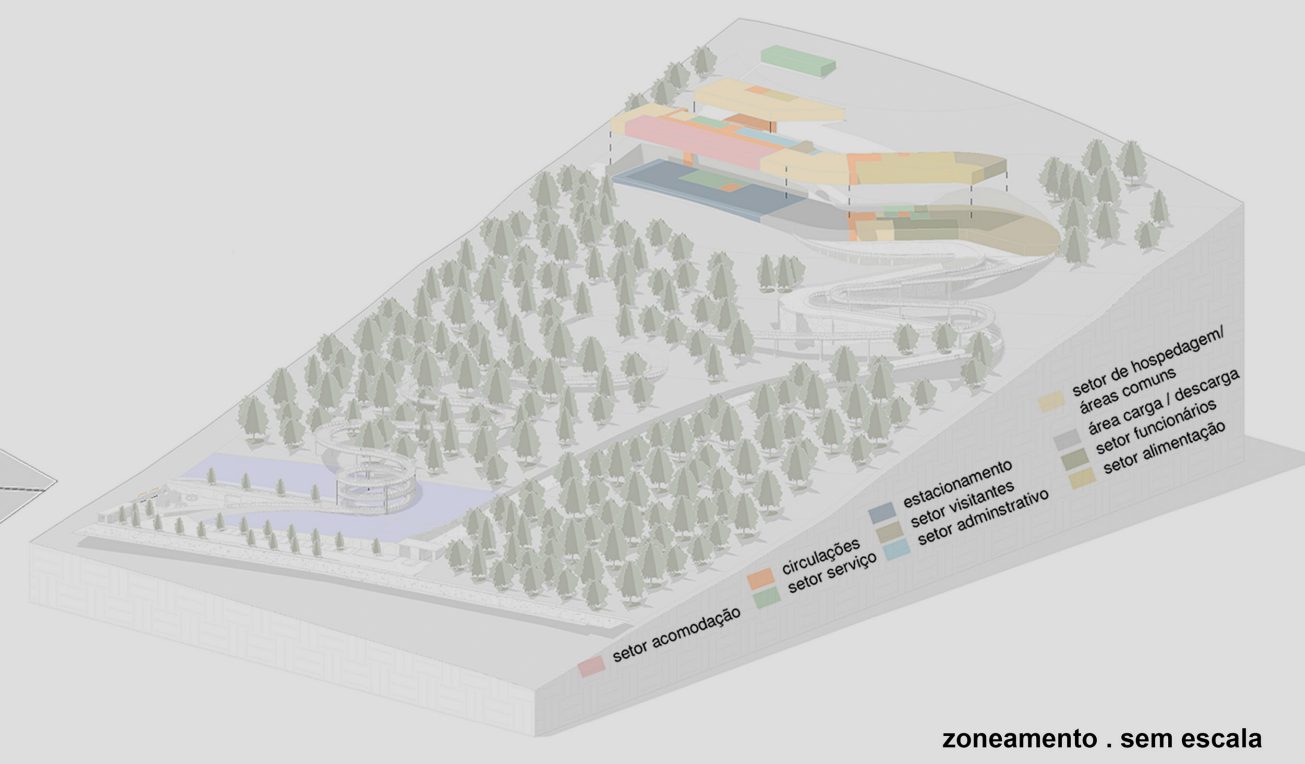 setor de hospedagem/
áreas comuns
área carga / descarga
setor funcionários
setor alimentação
estacionamento
setor visitantes
setor adminstrativo
circulações
setor serviço
setor acomodação
zoneamento . sem escala